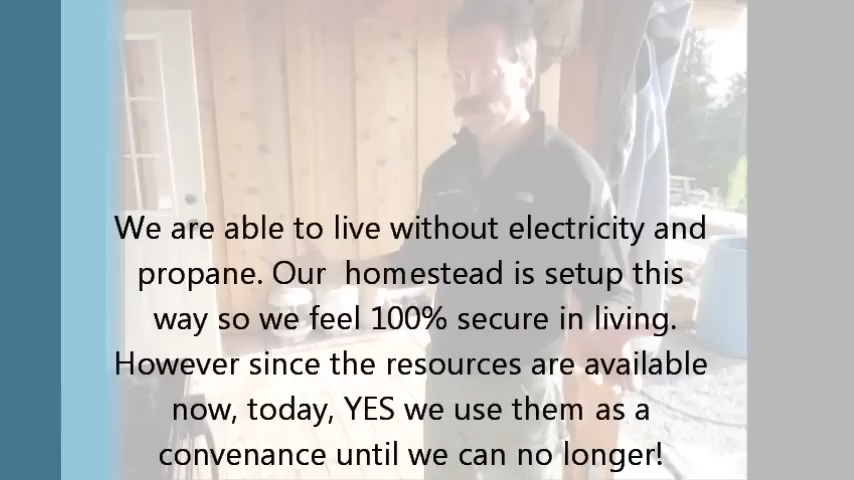 We are able to live without electricity and
propane. Our homestead is setup this
way so we feel 100% secure in living.
However since the resources are available
now, today, YES we use them as a
convenance until we can no longer!